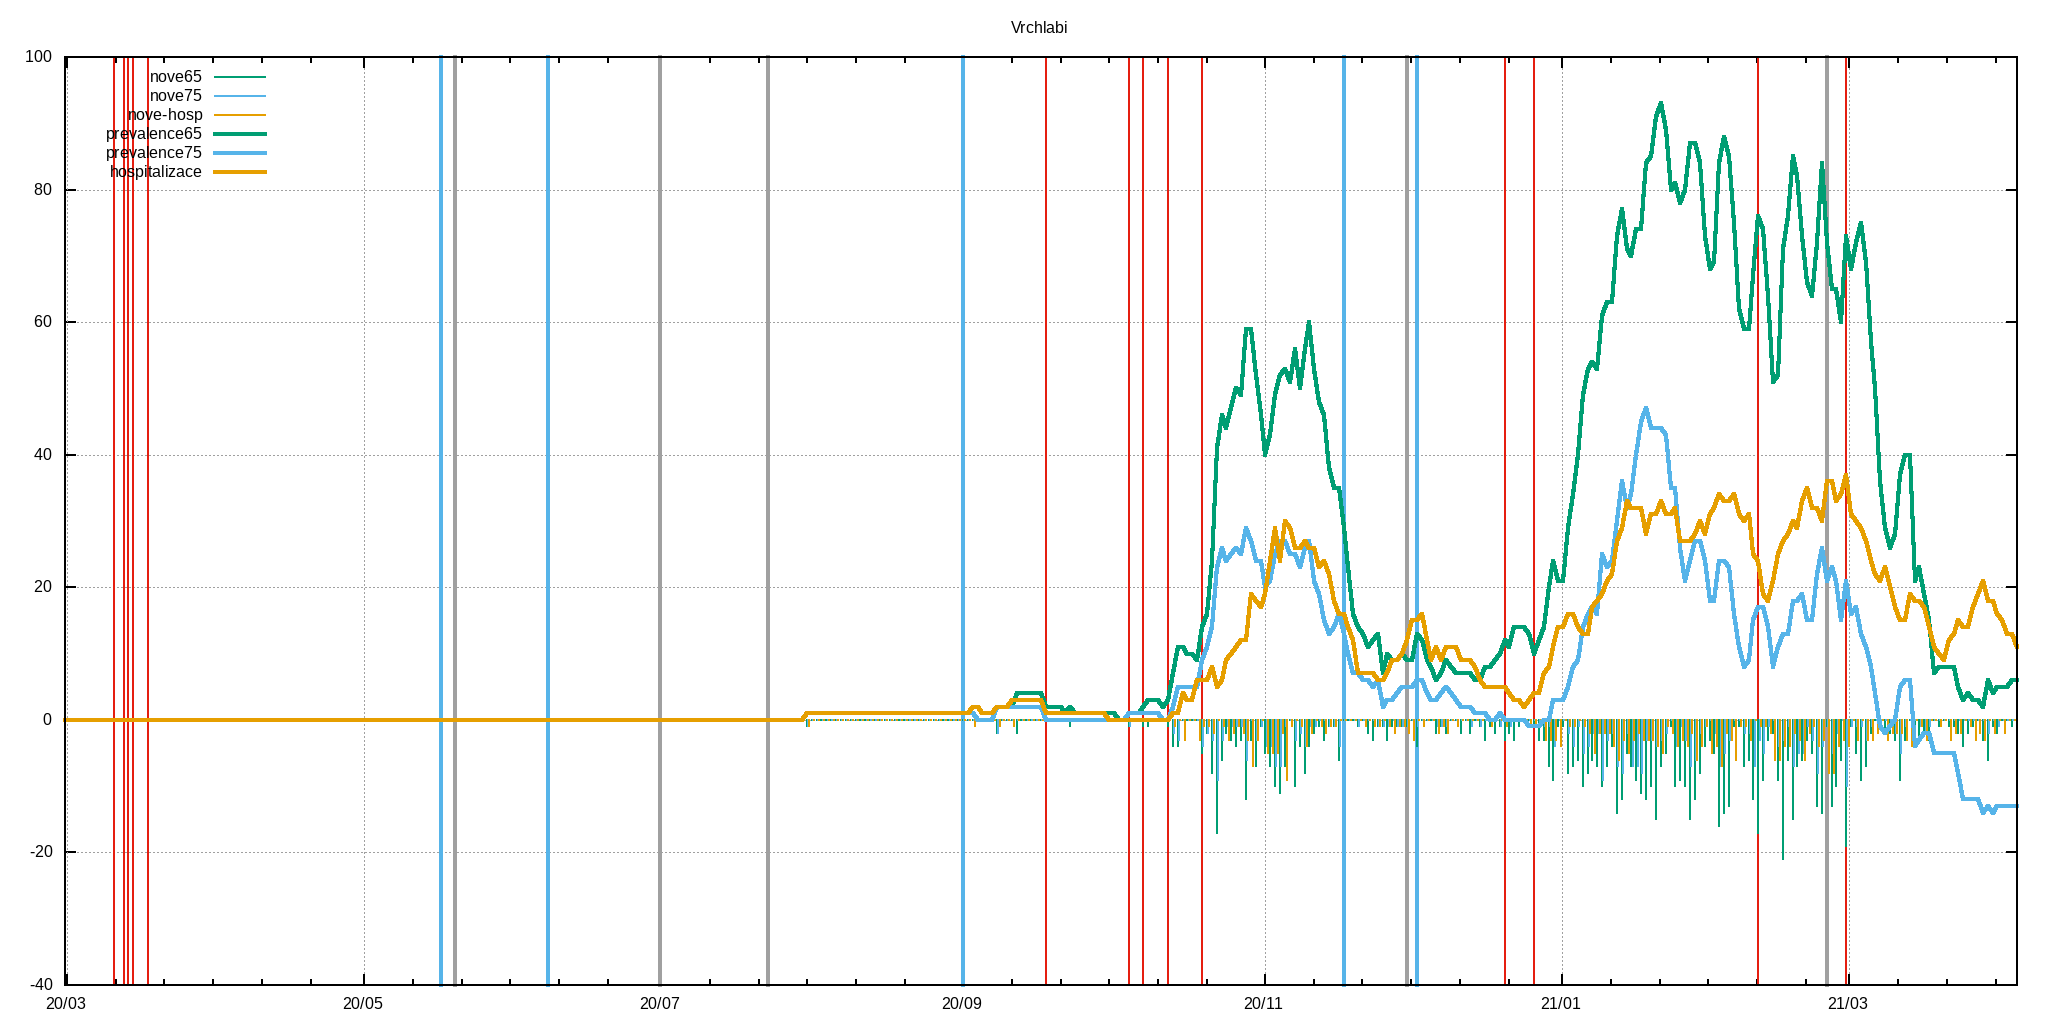 Vrchlabi
100
80
60
40
20
0
-20
-40
nove65
nove75
nove-hosp
prevalence65
prevalence75
hospitalizace
20/03 20/05 20/07 20/09 20/11 21/01 21/03